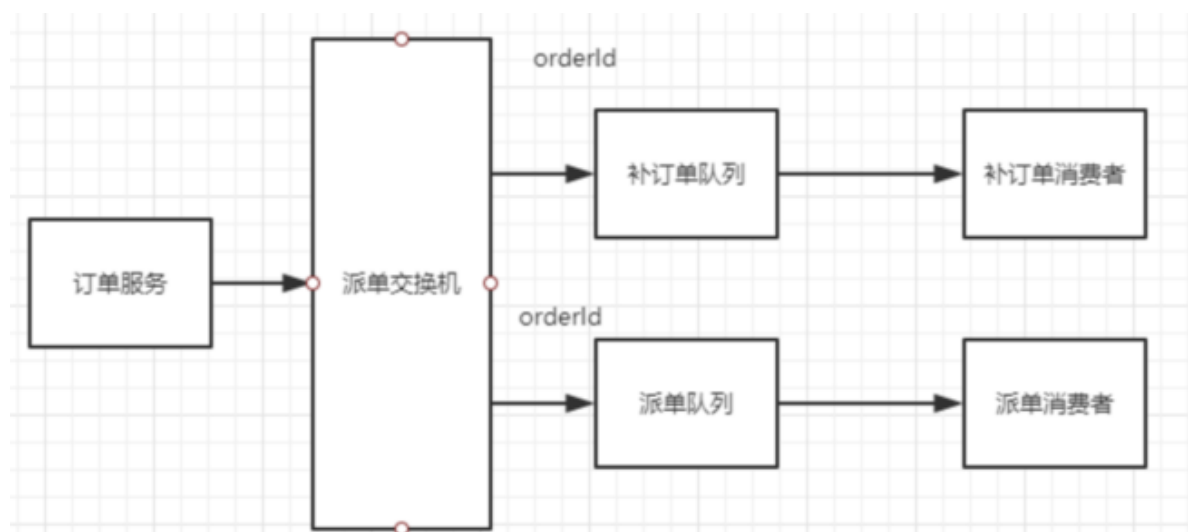 orderId
补订单队列
补订单消费者
订单服务
派单交换机
orderId
派单队列
派单消费者